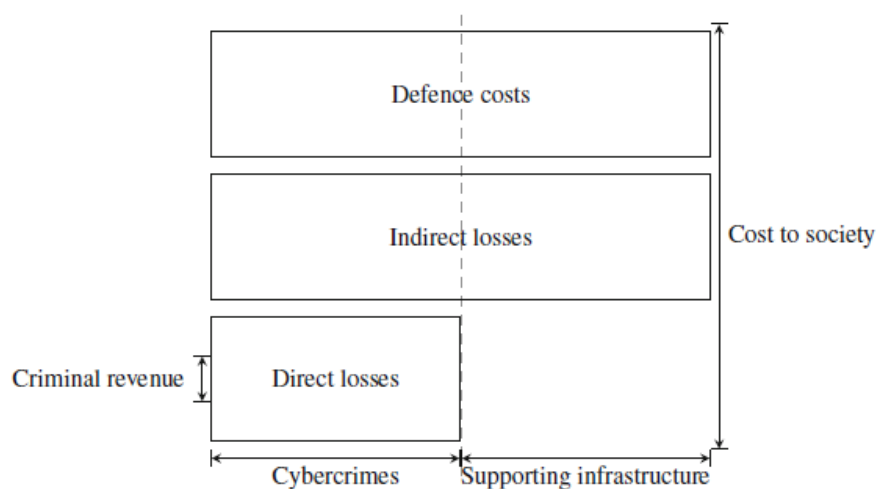 Defence costs
Indirect losses
Cost to society
Criminal revenue
Direct losses
Cybercrimes
Supporting infrastructure